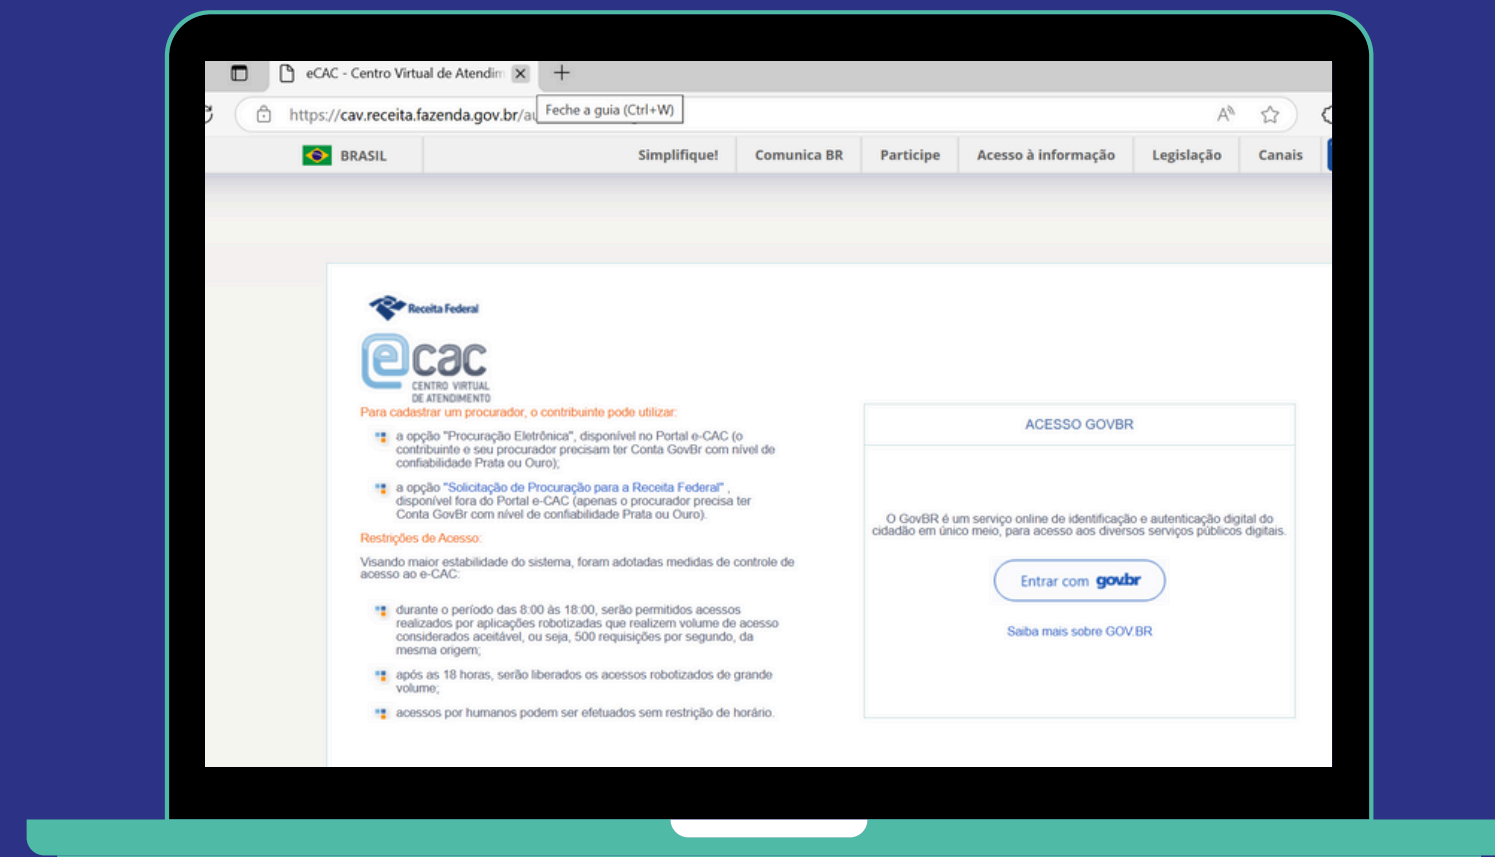 eCAC - Centro Virtual de Atendim
https://cav.receita.fazenda.gov.br/au
Feche a guia (Ctrl+W)
BRASIL
Simplifique!
Comunica BR
Participe
Acesso à informação
Legislação
Canais
Receita Federal
ecac
CENTRO VIRTUAL
DE ATENDIMENTO
Para cadastrar um procurador, o contribuinte pode utilizar:
a opção "Procuração Eletrônica", disponível no Portal e-CAC (o
contribuinte e seu procurador precisam ter Conta GovBr com nível de
confiabilidade Prata ou Ouro);
a opção "Solicitação de Procuração para a Receita Federal" ,
disponível fora do Portal e-CAC (apenas o procurador precisa ter
Conta GovBr com nível de confiabilidade Prata ou Ouro).
Restrições de Acesso:
Visando maior estabilidade do sistema, foram adotadas medidas de controle de
acesso ao e-CAC:
durante o período das 8:00 às 18:00, serão permitidos acessos
realizados por aplicações robotizadas que realizem volume de acesso
considerados aceitável, ou seja, 500 requisições por segundo, da
mesma origem;
após as 18 horas, serão liberados os acessos robotizados de grande
volume;
acessos por humanos podem ser efetuados sem restrição de horário.
ACESSO GOVBR
O GovBR é um serviço online de identificação e autenticação digital do
cidadão em único meio, para acesso aos diversos serviços públicos digitais.
Entrar com gov.br
Saiba mais sobre GOV.BR